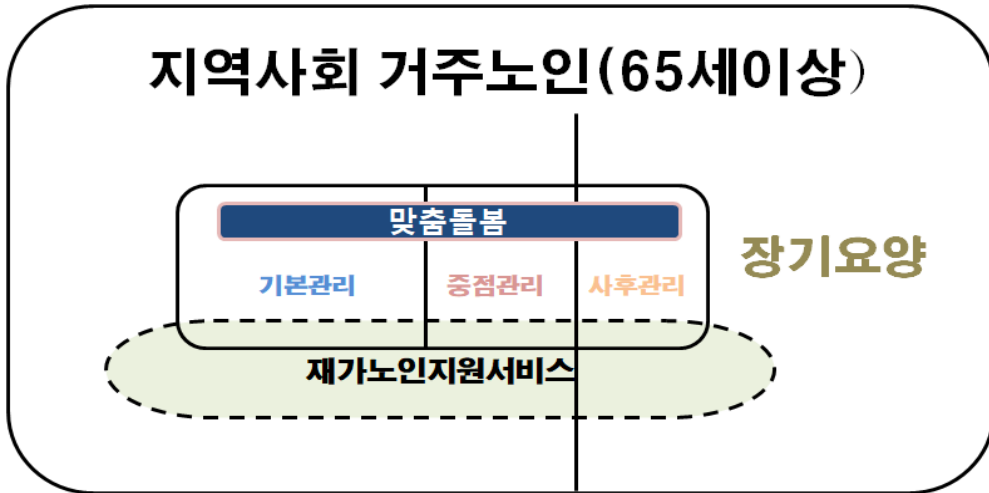 지역사회 거주노인(65세이상)
맞춤돌봄
장기요양
기본관리 중점관리 사후관리
재가노인지원서비스